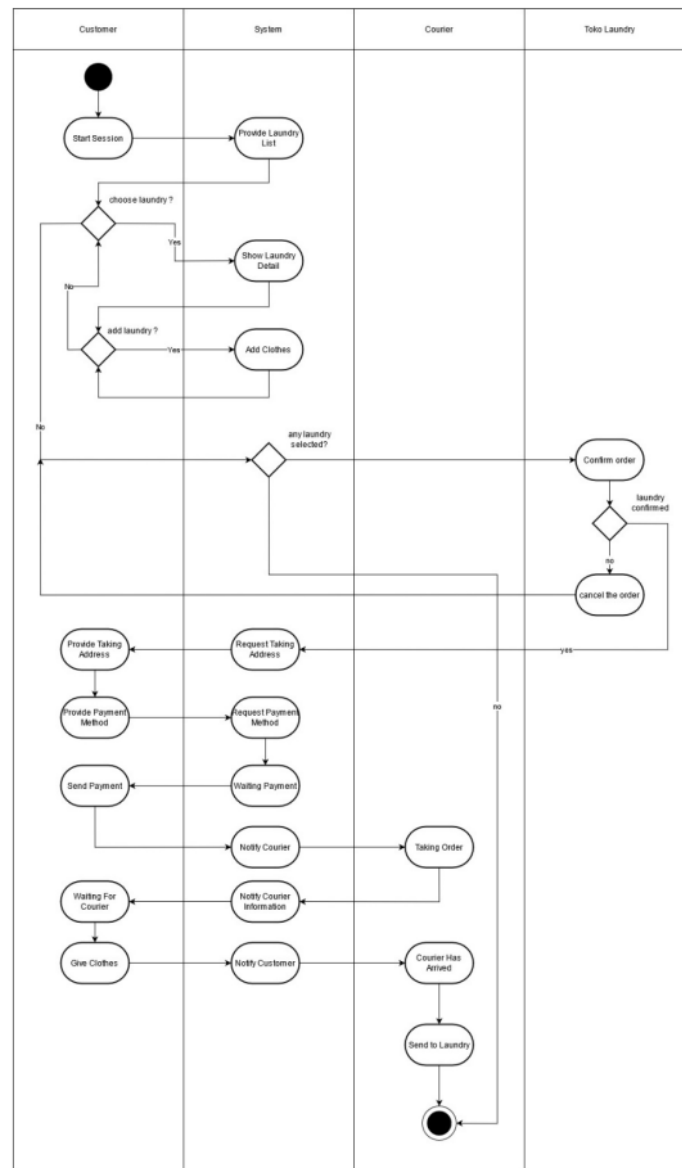 Customer
System
Courier
Toko Laundry
Start Session
Provide Laundry
List
choose laundry ?
Yes
Show Laundry
Detail
No
add laundry ?
Yes
Add Clothes
No
any laundry
selected?
Confirm order
laundry
confirmed
no
cancel the order
Provide Taking
Address
Request Taking
Address
yes
Provide Payment
Method
Request Payment
Method
no
Send Payment
Waiting Payment
Notify Courier
Taking Order
Waiting For
Courier
Notify Courier
Information
Give Clothes
Notify Customer
Courier Has
Arrived
Send to Laundry